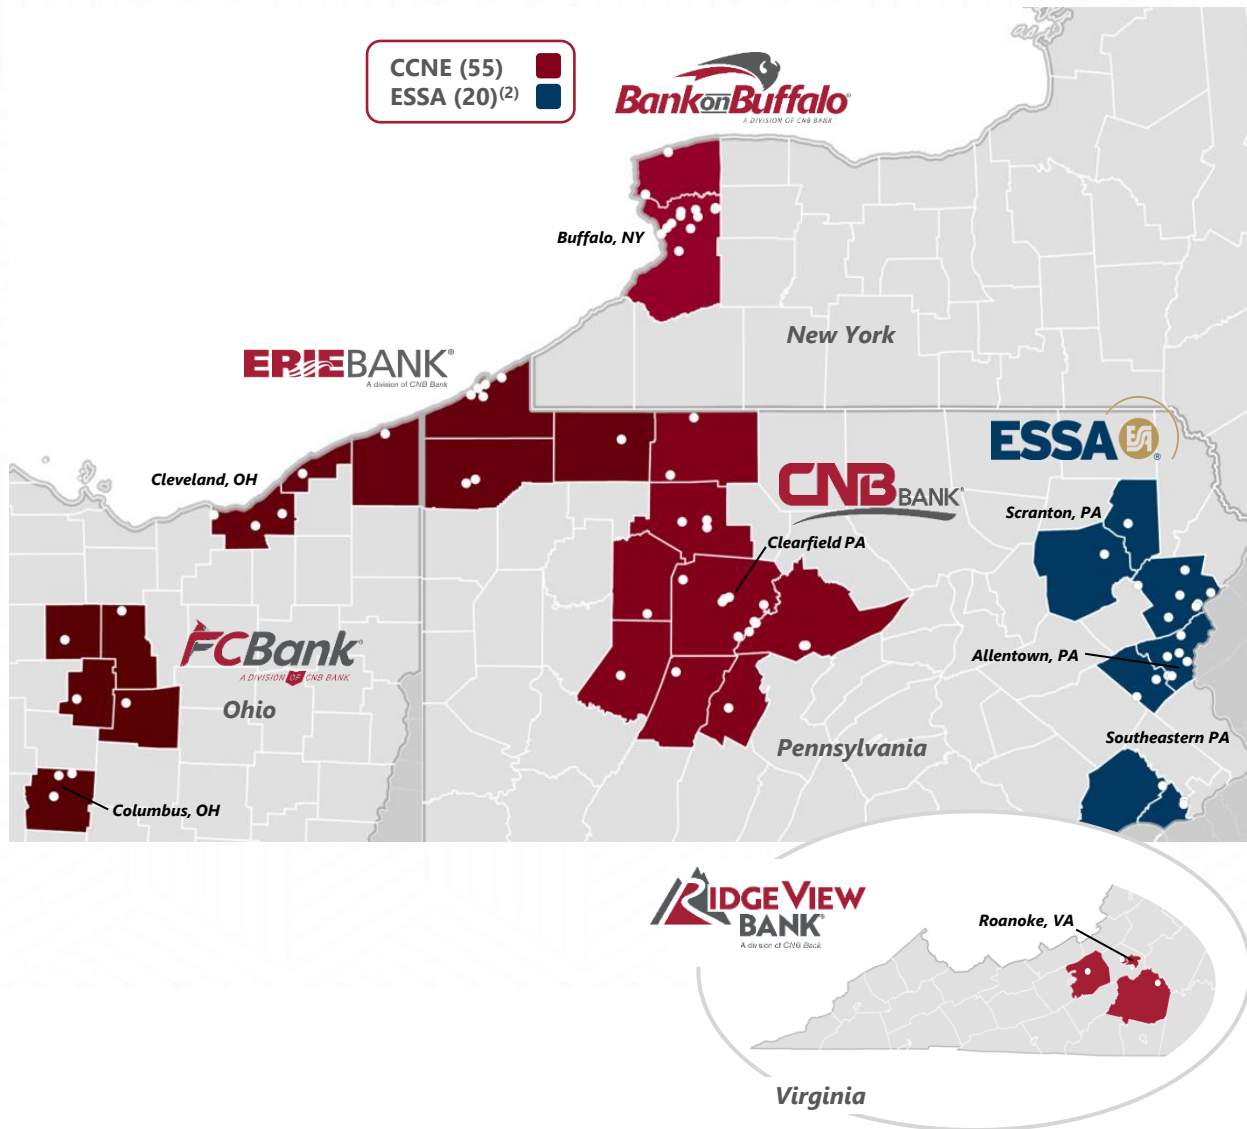 CCNE (55)
ESSA (20)(2)
BankonBuffalo®
A DIVISION OF CNB BANK
Buffalo, NY
New York
ERIEBANK®
A division of CNB Bank
ESSA ESA ®
Cleveland, OH
CNB BANK®
Scranton, PA
Clearfield PA
FCBank®
A DIVISION OF CNB BANK
Ohio
Allentown, PA
Pennsylvania
Southeastern PA
Columbus, OH
RIDGE VIEW
BANK®
A division of CNB Bank
Roanoke, VA
Virginia